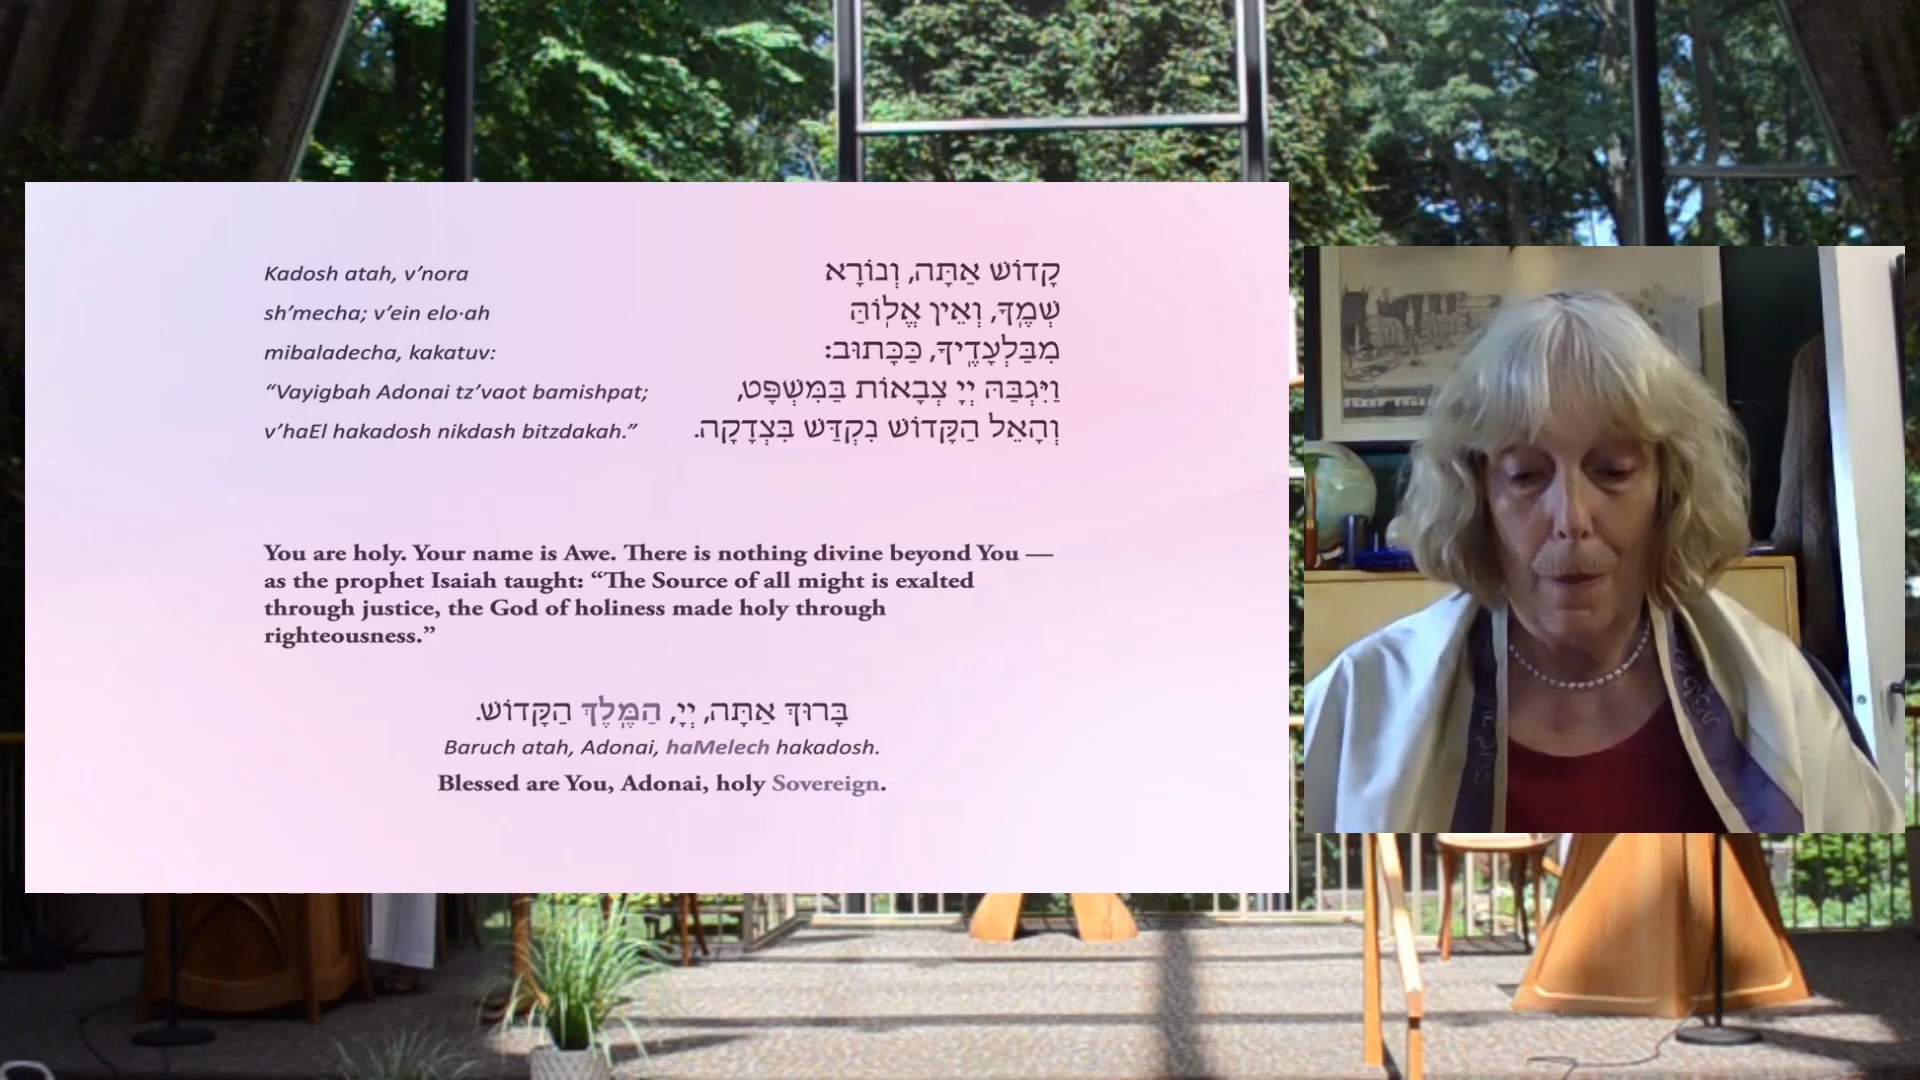 Kadosh atah, v’nora
sh’mecha; v’ein elo·ah
mibaladecha, kakatuv:
“Vayigbah Adonai tz’vaot bamishpat;
v’haEl hakadosh nikdash bitzdakah.”
קָדוֹשׁ אַתָּה, וְנוֹרָא
שְׁמֶֽךָ, וְאֵין אֱלֽוֹהַּ
מִבַּלְעָדֶֽיךָ, כַּכָּתוּב:
וַיִּגְבַּהּ יְיָ צְבָאוֹת בַּמִּשְׁפָּט,
וְהָאֵל הַקָּדוֹשׁ נִקְדַּשׁ בִּצְדָקָה.
You are holy. Your name is Awe. There is nothing divine beyond You —
as the prophet Isaiah taught: “The Source of all might is exalted
through justice, the God of holiness made holy through
righteousness.”
בָּרוּךְ אַתָּה, יְיָ, הַמֶּֽלֶךְ הַקָּדוֹשׁ.
Baruch atah, Adonai, haMelech hakadosh.
Blessed are You, Adonai, holy Sovereign.